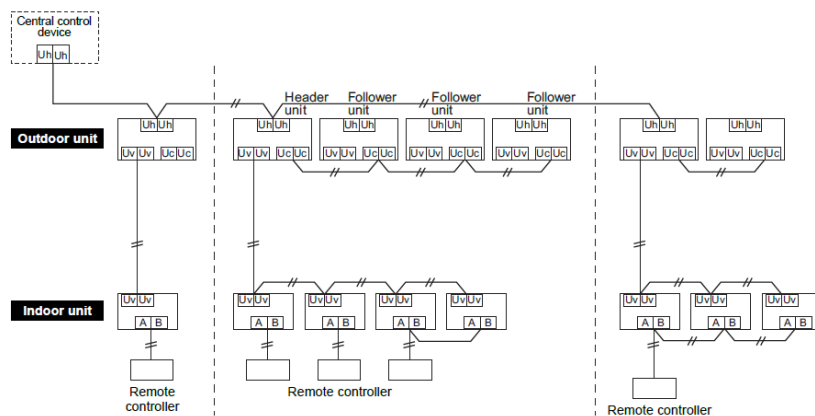 Central control
device
Uh Uh
Header
unit
Follower
unit
Follower
unit
Follower
unit
Outdoor unit
Uh Uh
Uh Uh
Uh Uh
Uh Uh
Uh Uh
Uh Uh
Uh Uh
Uv Uv Uc Uc
Uv Uv Uc Uc
Uv Uv Uc Uc
Uv Uv Uc Uc
Uv Uv Uc Uc
Uv Uv Uc Uc
Uv Uv Uc Uc
Indoor unit
Uv Uv
Uv Uv
Uv Uv
Uv Uv
Uv Uv
Uv Uv
Uv Uv
Uv Uv
A B
A B
A B
A B
A B
A B
A B
A B
Remote
controller
Remote controller
Remote controller